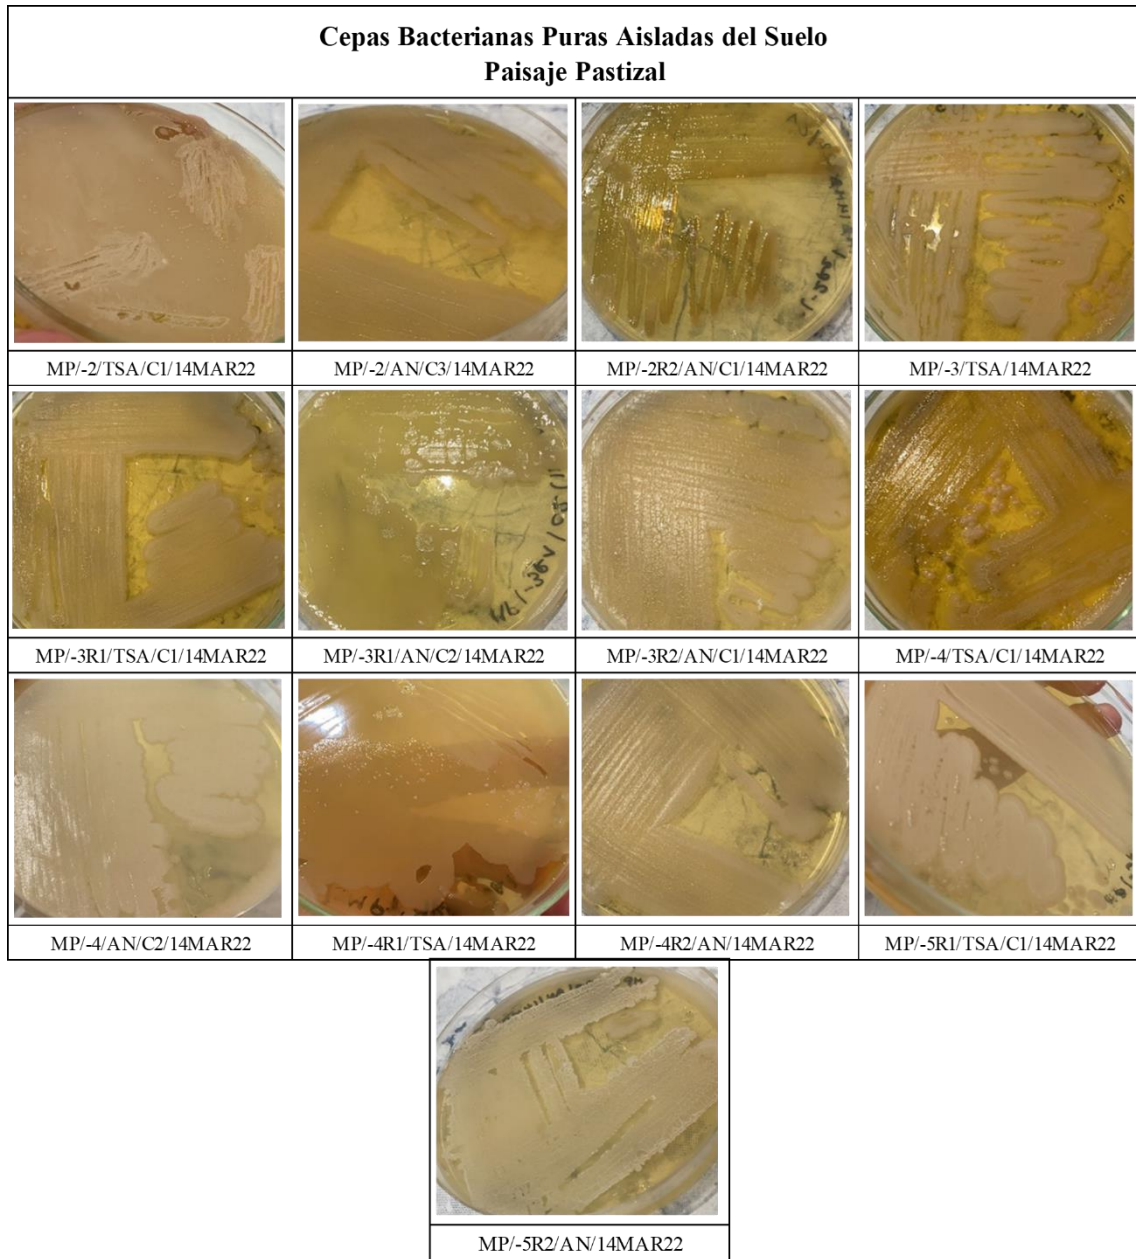 Cepas Bacterianas Puras Aisladas del Suelo
Paisaje Pastizal
MP/-2/TSA/C1/14MAR22
MP/-2/AN/C3/14MAR22
MP/-2R2/AN/C1/14MAR22
MP/-3/TSA/14MAR22
MP/-3R1/TSA/C1/14MAR22
MP/-3R1/AN/C2/14MAR22
MP/-3R2/AN/C1/14MAR22
MP/-4/TSA/C1/14MAR22
MP/-4/AN/C2/14MAR22
MP/-4R1/TSA/14MAR22
MP/-4R2/AN/14MAR22
MP/-5R1/TSA/C1/14MAR22
MP/-5R2/AN/14MAR22